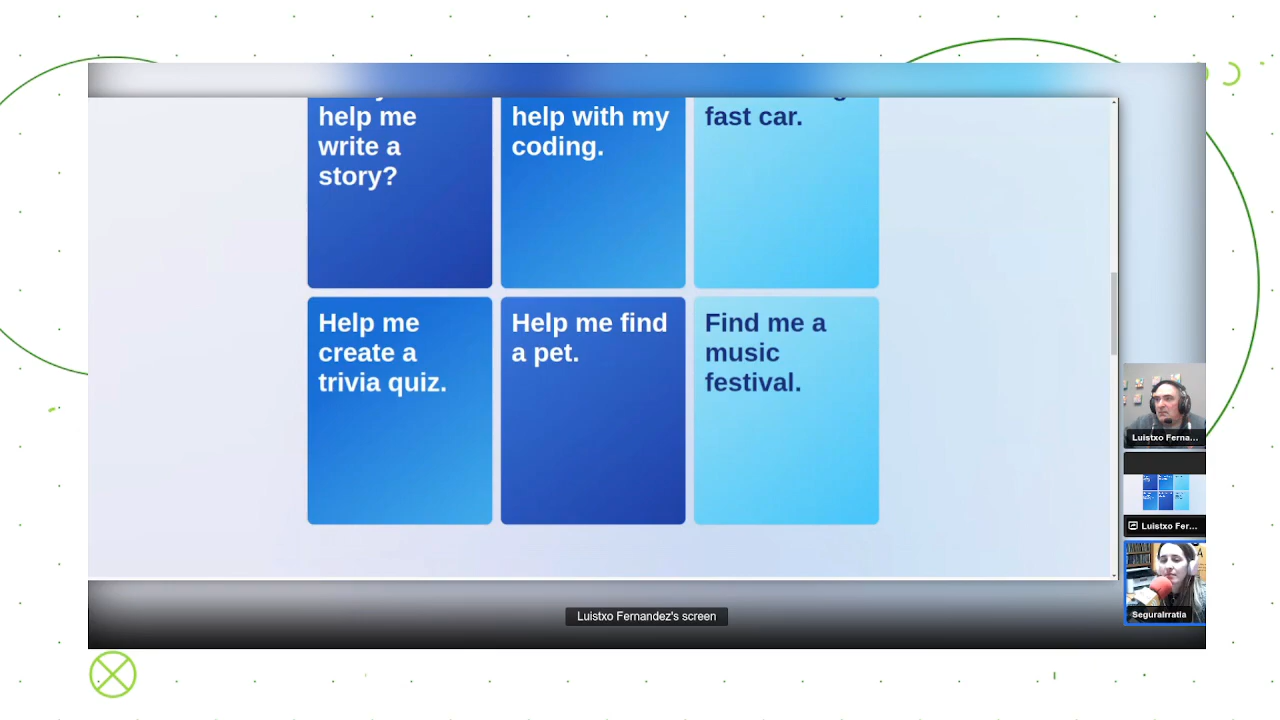 help me
write a
story?
help with my
coding.
fast car.
Help me
create a
trivia quiz.
Help me find
a pet.
Find me a
music
festival.
Luistxo Ferna...
Luistxo Fer...
SeguraIrratia
Luistxo Fernandez's screen